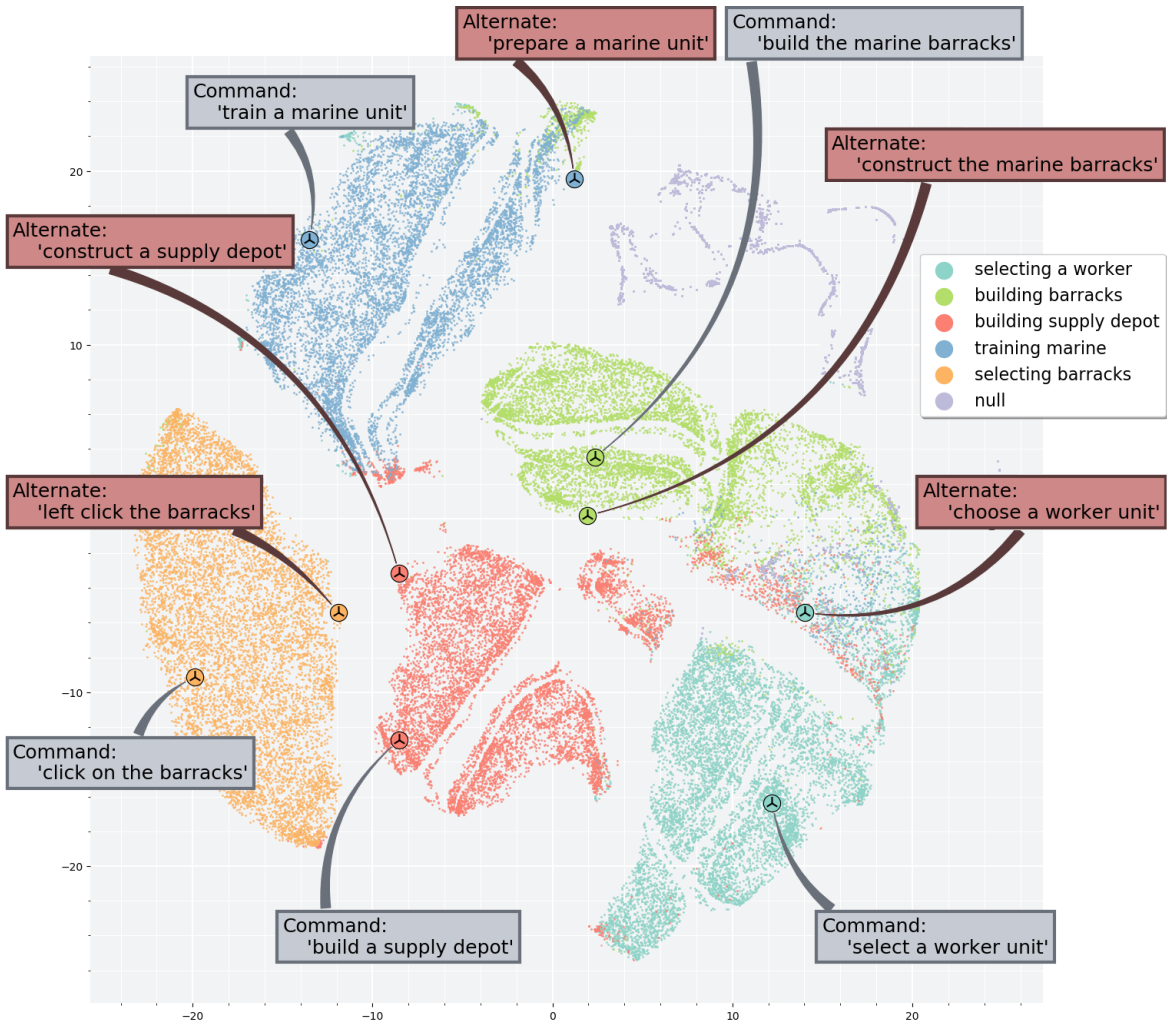 Alternate:
'prepare a marine unit'
Command:
'build the marine barracks'
Command:
'train a marine unit'
Alternate:
'construct the marine barracks'
Alternate:
'construct a supply depot'
selecting a worker
building barracks
building supply depot
training marine
selecting barracks
null
Alternate:
'left click the barracks'
Alternate:
'choose a worker unit'
Command:
'click on the barracks'
Command:
'build a supply depot'
Command:
'select a worker unit'
20
10
−10
−20
−20
−10
0
10
20